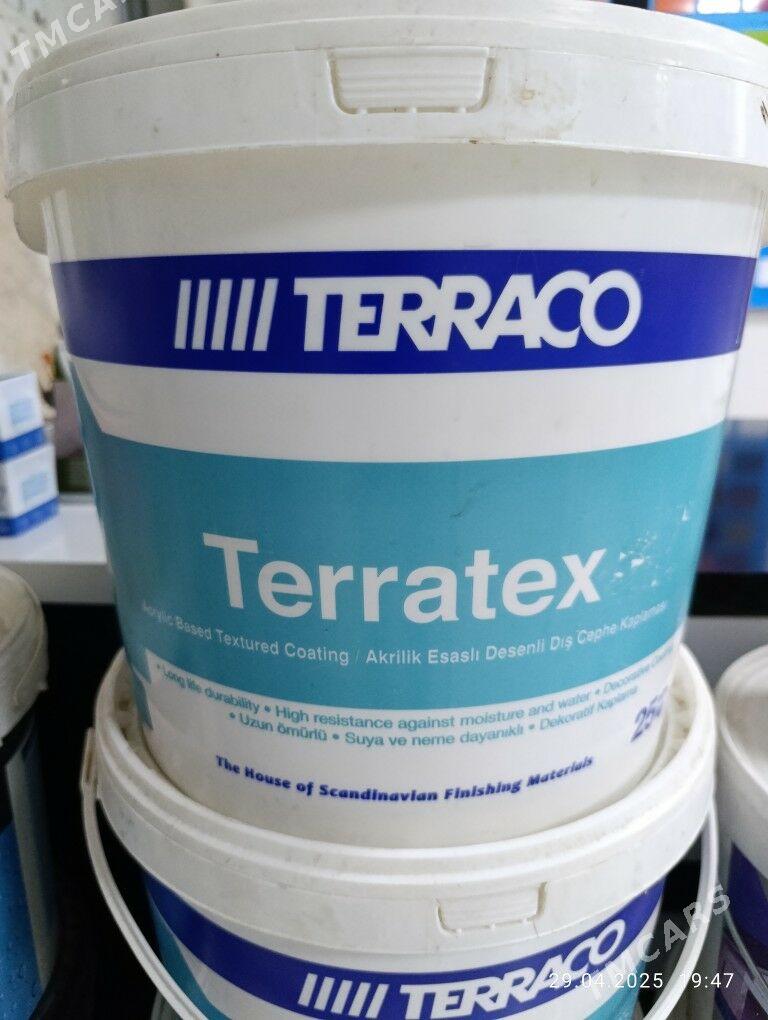 TMCARS
TERRACO
Terratex
Acrylic Based Textured Coating / Akrilik Esaslı Desenli Dış Cephe Kaplaması
• Long life durability • High resistance against moisture and water • Decorative Coating
• Uzun ömürlü • Suya ve neme dayanıklı • Dekoratif Kaplama
The House of Scandinavian Finishing Materials
TERRACO
TMCARS
29.04.2025 19:47